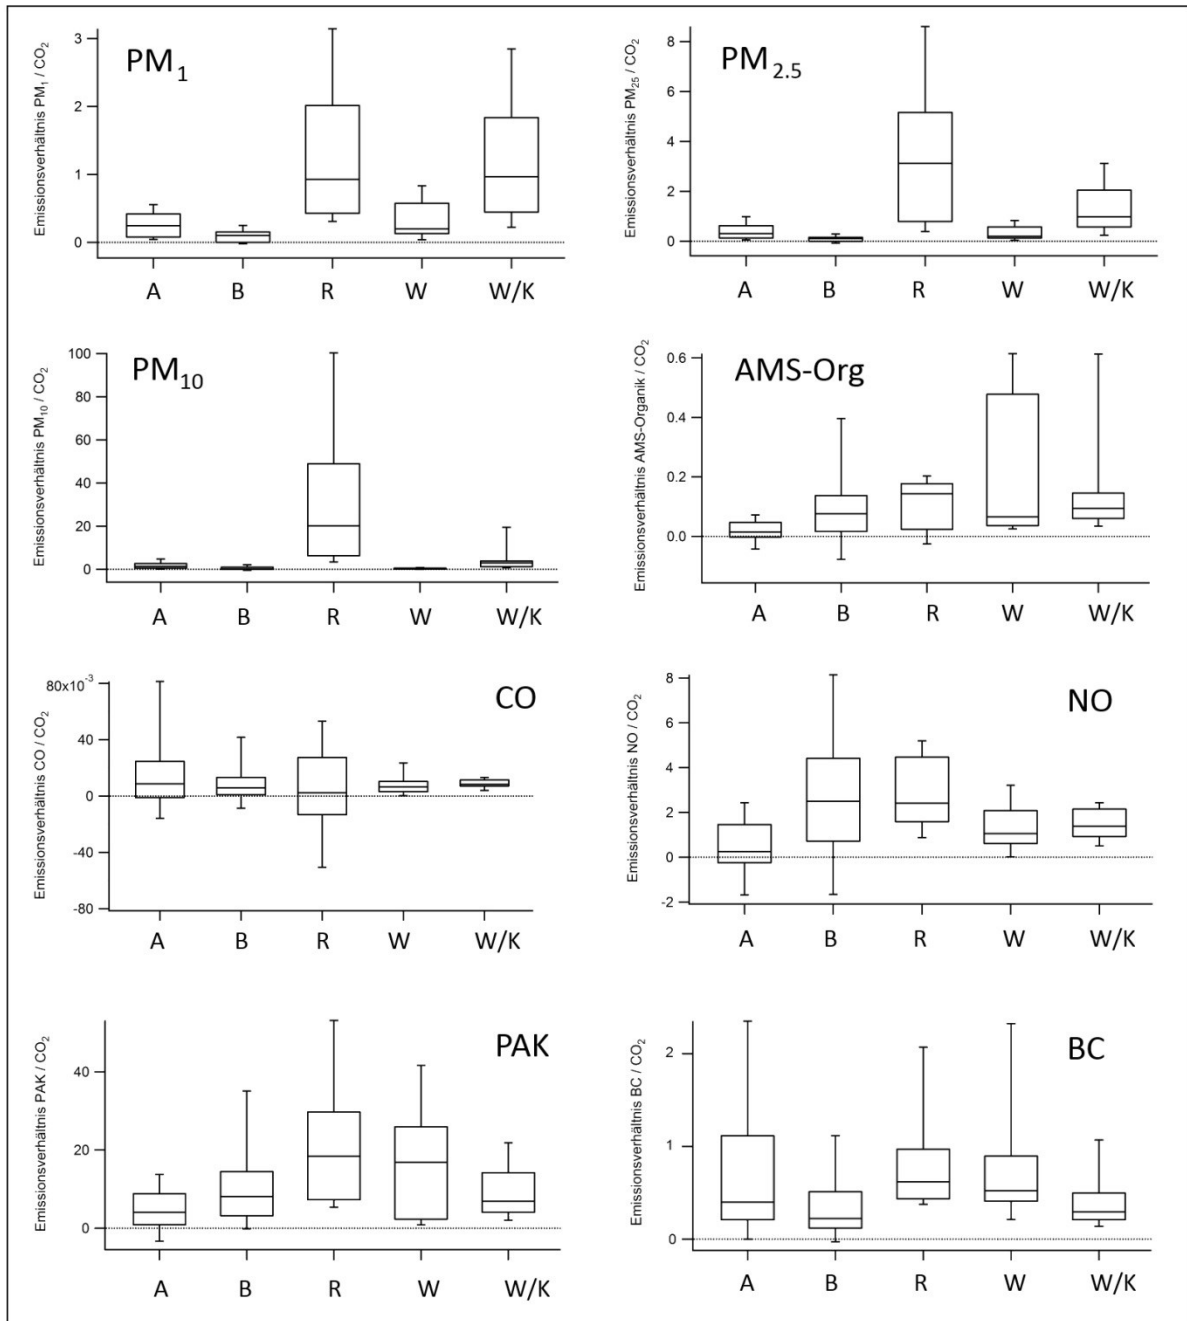 PM1
Emissionsverhältnis PM1 / CO2
3
2
1
0
A B R W W/K
PM2.5
Emissionsverhältnis PM25 / CO2
8
6
4
2
0
A B R W W/K
PM10
Emissionsverhältnis PM10 / CO2
100
80
60
40
20
0
A B R W W/K
AMS-Org
Emissionsverhältnis AMS-Organik / CO2
0.6
0.4
0.2
0.0
A B R W W/K
CO
Emissionsverhältnis CO / CO2
80x10-3
40
0
-40
-80
A B R W W/K
NO
Emissionsverhältnis NO / CO2
8
6
4
2
0
-2
A B R W W/K
PAK
Emissionsverhältnis PAK / CO2
40
20
0
A B R W W/K
BC
Emissionsverhältnis BC / CO2
2
1
0
A B R W W/K